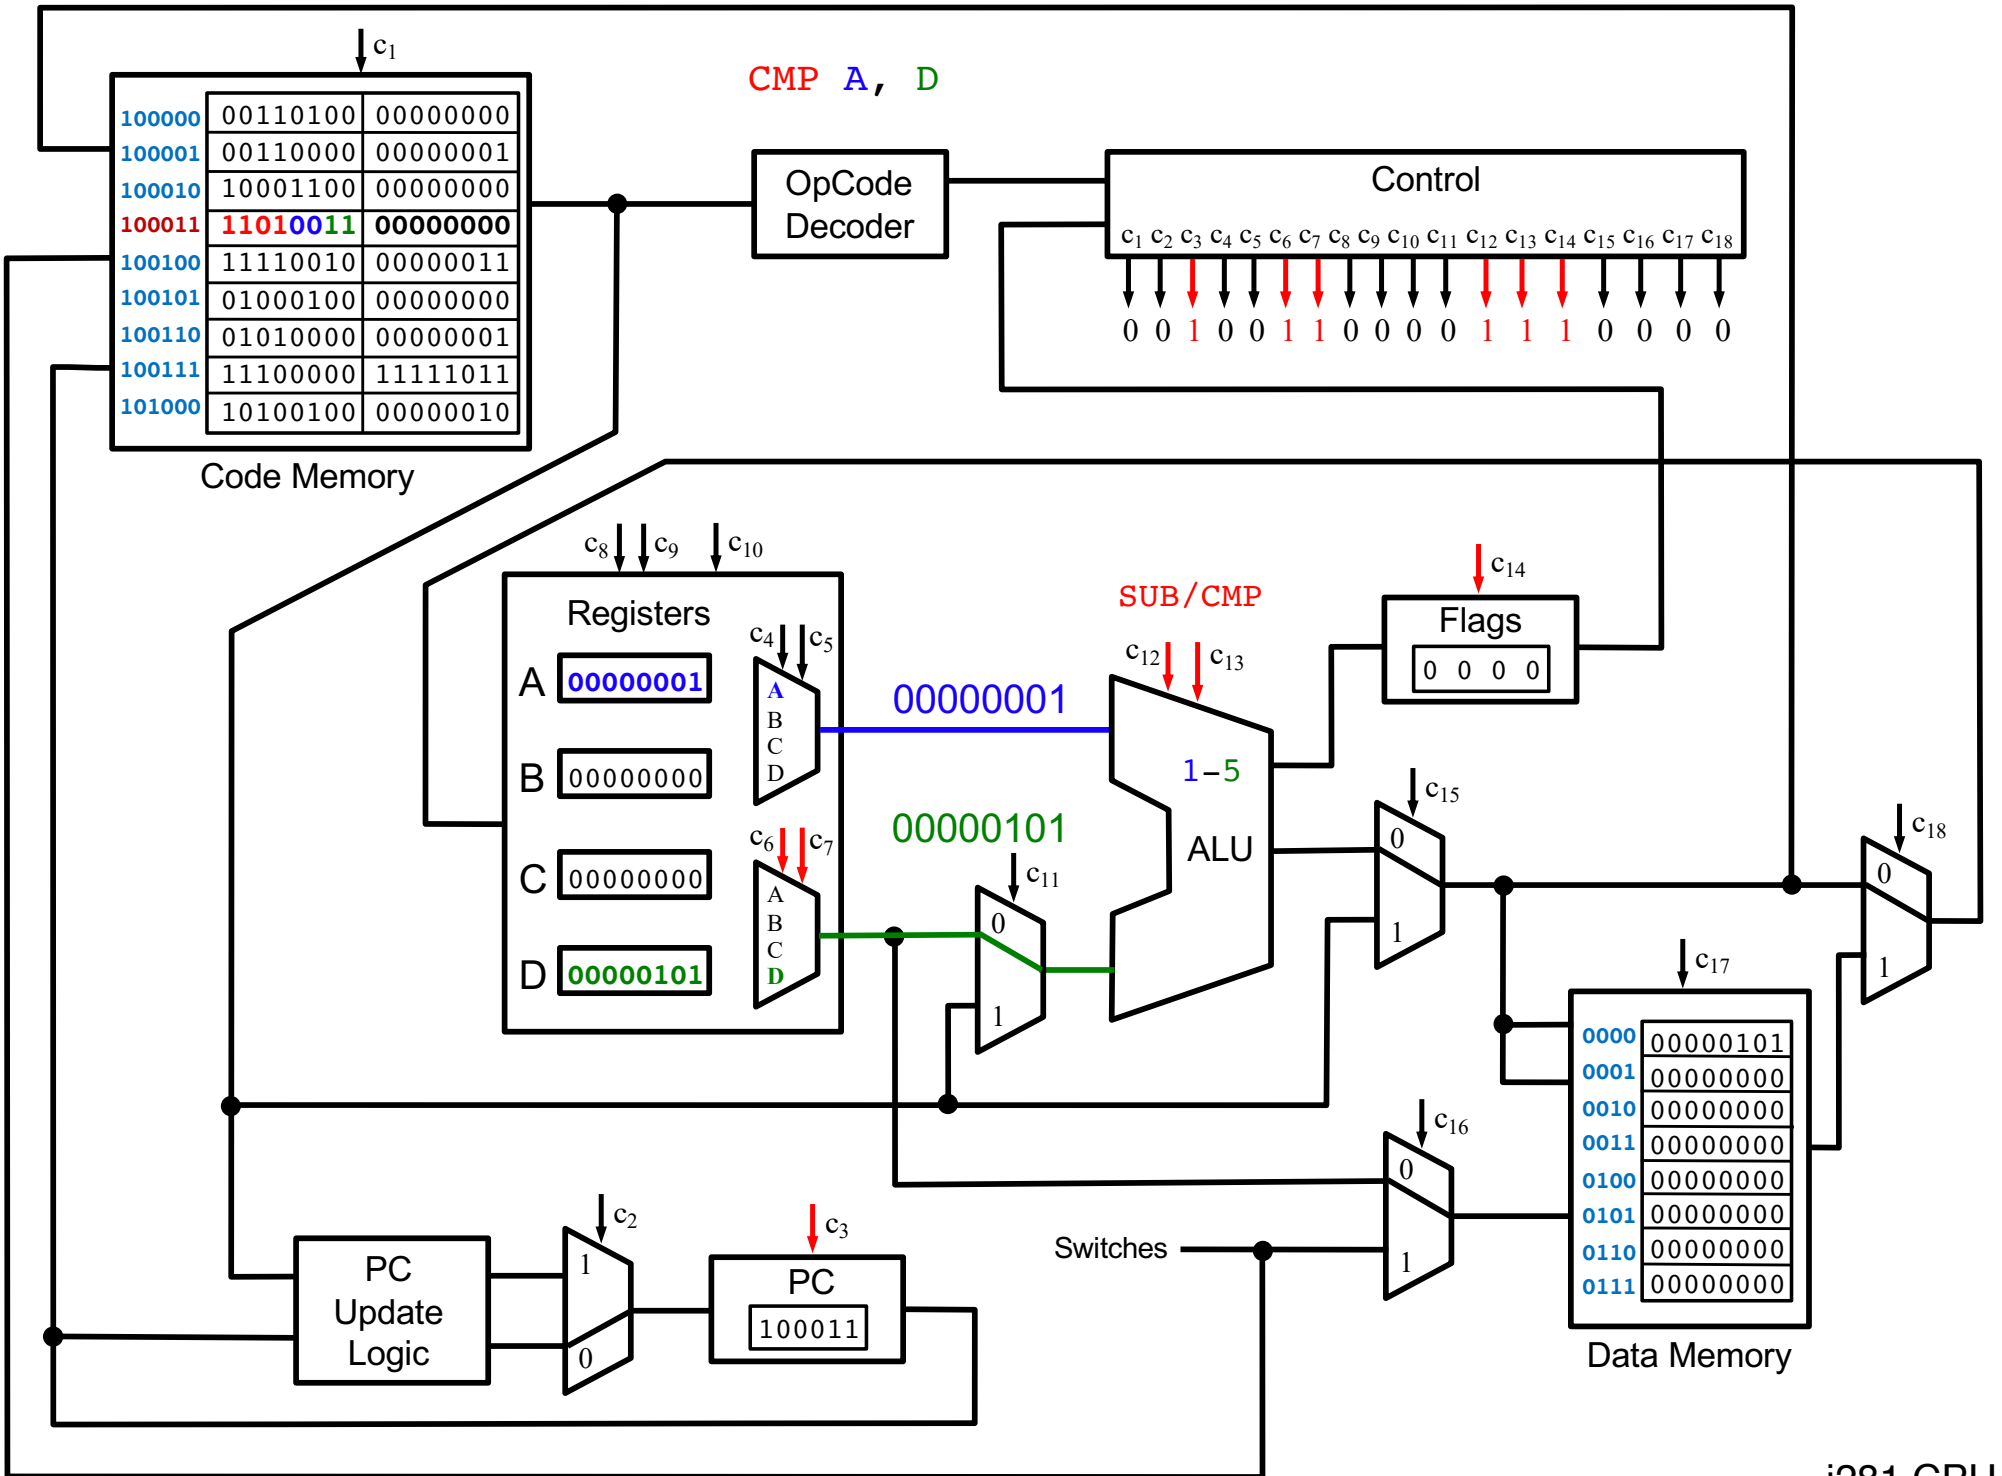 c1
CMP A, D
100000 00110100 00000000
100001 00110000 00000001
100010 10001100 00000000
100011 11010011 00000000
100100 11110010 00000011
100101 01000100 00000000
100110 01010000 00000001
100111 11100000 11111011
101000 10100100 00000010
Code Memory
OpCode
Decoder
Control
c1 c2 c3 c4 c5 c6 c7 c8 c9 c10 c11 c12 c13 c14 c15 c16 c17 c18
0 0 1 0 0 1 1 0 0 0 0 1 1 1 0 0 0 0
c8 c9 c10
Registers
A 00000001
B 00000000
C 00000000
D 00000101
c4 c5
A
B
C
D
c6 c7
A
B
C
D
00000001
00000101
c11
0
1
SUB/CMP
c12 c13
1-5
ALU
c14
Flags
0 0 0 0
c15
0
1
c18
0
1
c17
0000 00000101
0001 00000000
0010 00000000
0011 00000000
0100 00000000
0101 00000000
0110 00000000
0111 00000000
Data Memory
c16
0
1
Switches
PC
Update
Logic
c2
1
0
c3
PC
100011
i281 CPU